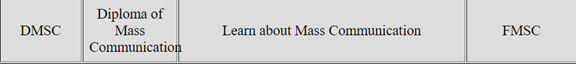 DMSC
Diploma of
Mass
Communication
Learn about Mass Communication
FMSC